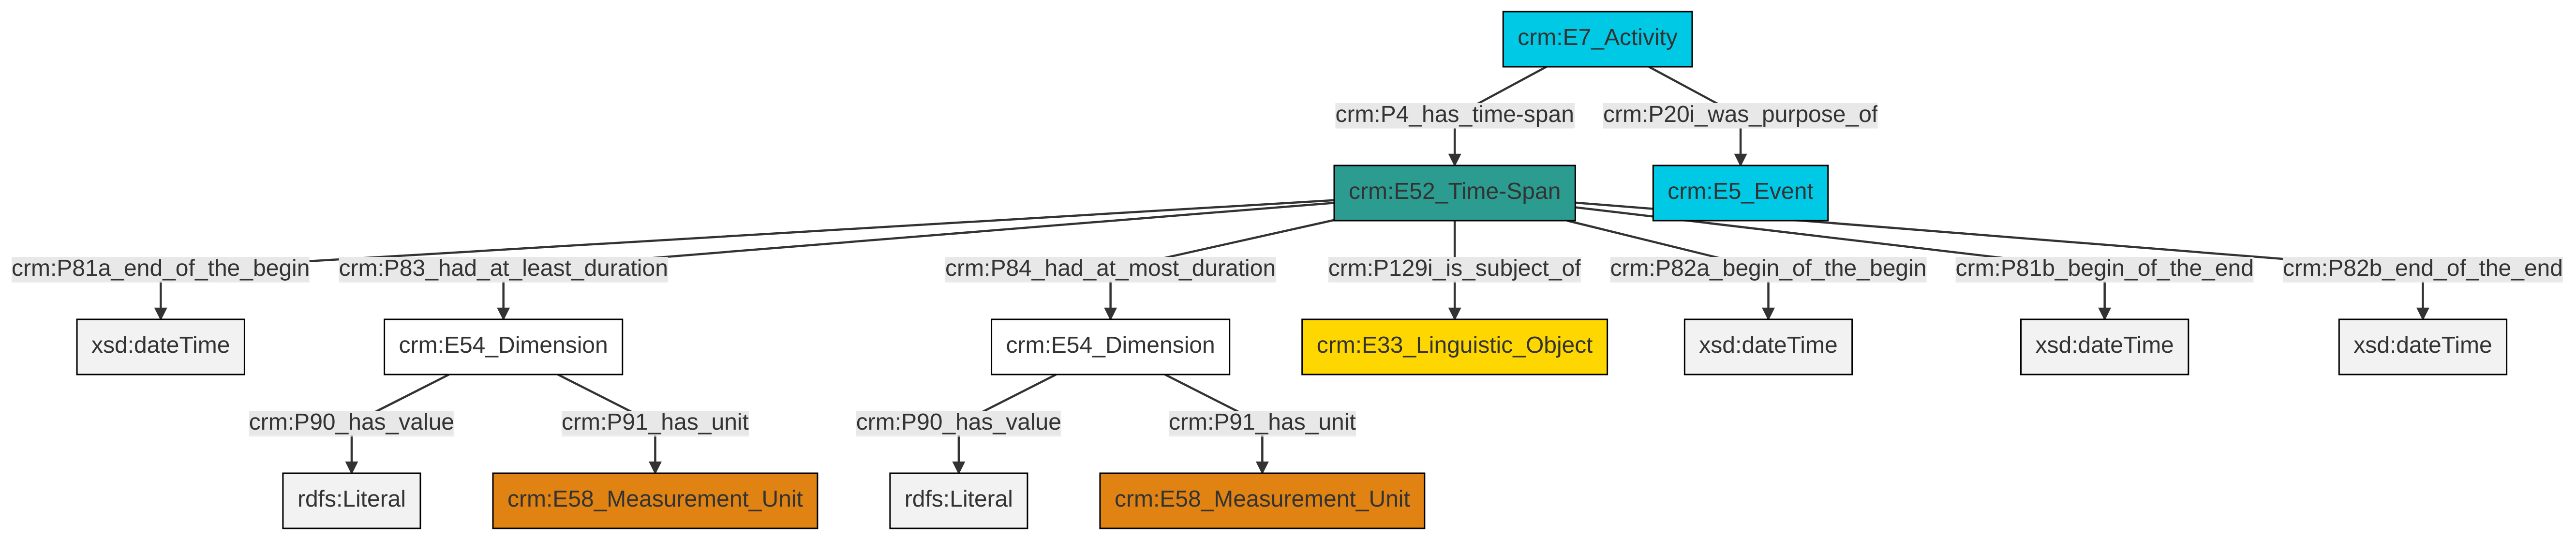 crm:E7_Activity
crm:P4_has_time-span
crm:P20i_was_purpose_of
crm:E52_Time-Span
crm:E5_Event
crm:P81a_end_of_the_begin
crm:P83_had_at_least_duration
crm:P84_had_at_most_duration
crm:P129i_is_subject_of
crm:P82a_begin_of_the_begin
crm:P81b_begin_of_the_end
crm:P82b_end_of_the_end
xsd:dateTime
crm:E54_Dimension
crm:E54_Dimension
crm:E33_Linguistic_Object
xsd:dateTime
xsd:dateTime
xsd:dateTime
crm:P90_has_value
crm:P91_has_unit
crm:P90_has_value
crm:P91_has_unit
rdfs:Literal
crm:E58_Measurement_Unit
rdfs:Literal
crm:E58_Measurement_Unit